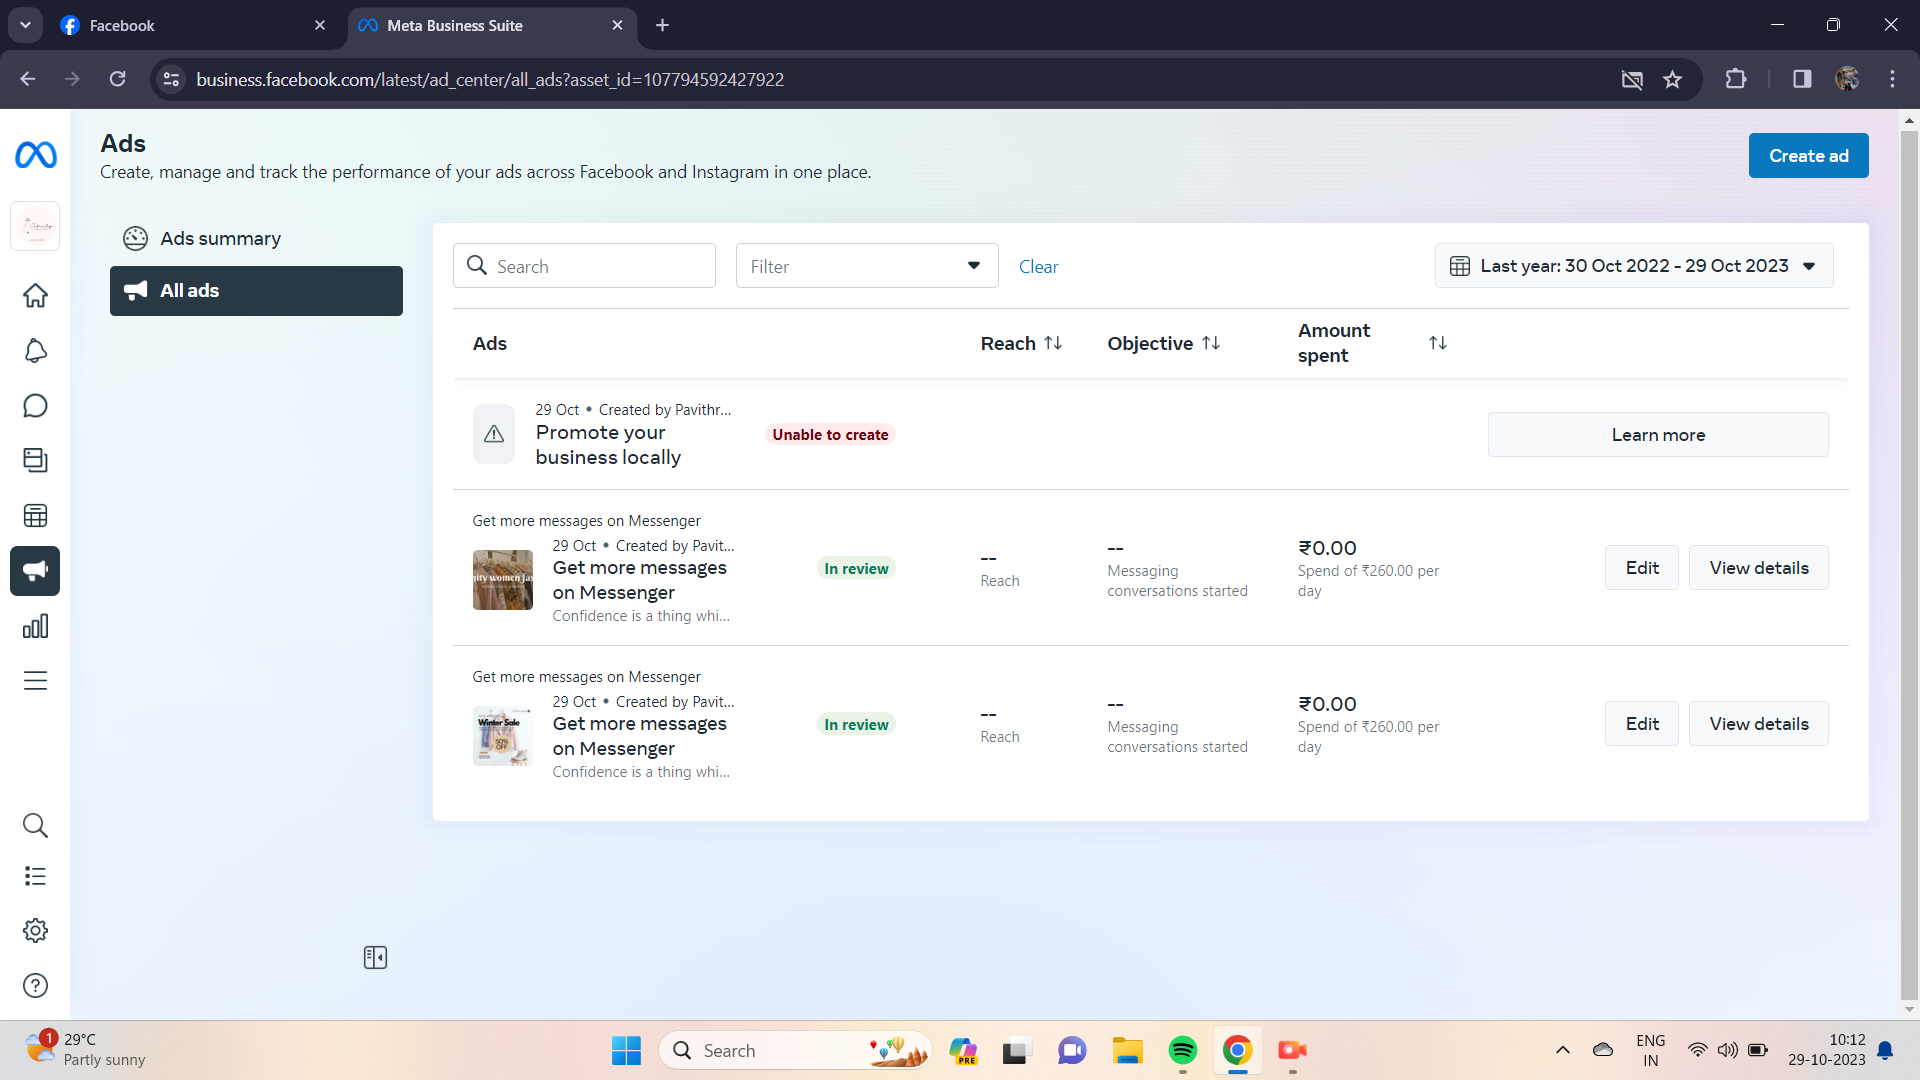 Facebook
Meta Business Suite
business.facebook.com/latest/ad_center/all_ads?asset_id=107794592427922
Ads
Create, manage and track the performance of your ads across Facebook and Instagram in one place.
Create ad
Ads summary
All ads
Search
Filter
Clear
Last year: 30 Oct 2022 - 29 Oct 2023
Ads
Reach
Objective
Amount
spent
29 Oct • Created by Pavithr...
Promote your
business locally
Unable to create
Learn more
Get more messages on Messenger
29 Oct • Created by Pavit...
Get more messages
on Messenger
Confidence is a thing whi...
In review
--
Reach
--
Messaging
conversations started
₹0.00
Spend of ₹260.00 per
day
Edit
View details
Get more messages on Messenger
29 Oct • Created by Pavit...
Get more messages
on Messenger
Confidence is a thing whi...
Winter Sale
50%
OFF
In review
--
Reach
--
Messaging
conversations started
₹0.00
Spend of ₹260.00 per
day
Edit
View details
1
29°C
Partly sunny
Search
PRE
ENG
IN
10:12
29-10-2023